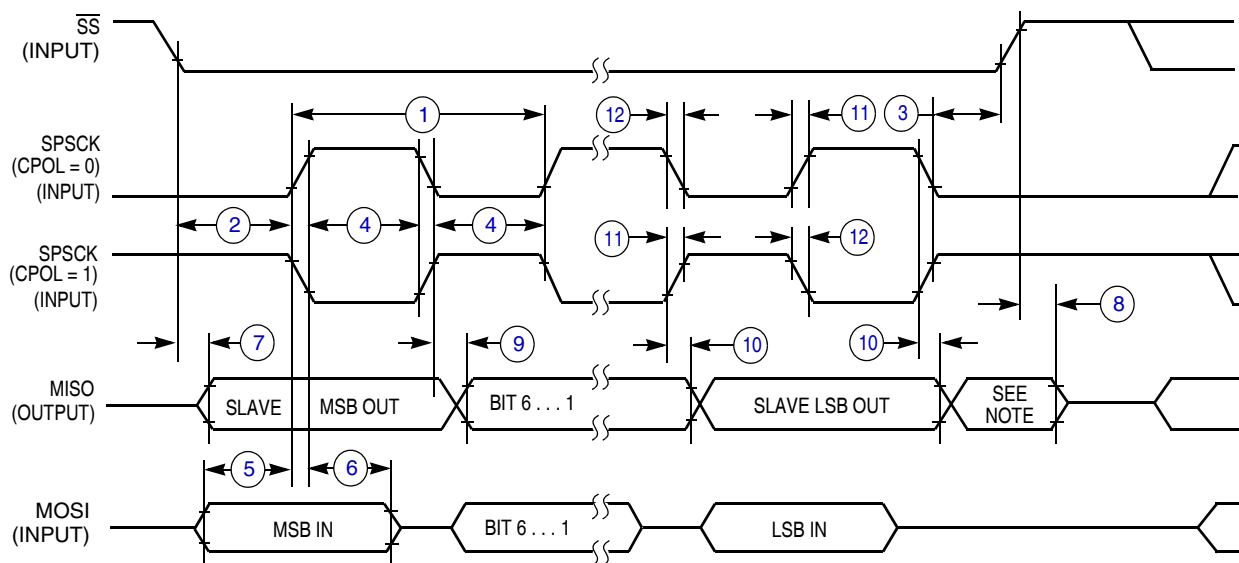 SS
(INPUT)
1
12
11
3
SPSCK
(CPOL = 0)
(INPUT)
2
4
4
11
12
SPSCK
(CPOL = 1)
(INPUT)
7
9
10
10
8
MISO
(OUTPUT)
SLAVE MSB OUT
BIT 6 . . . 1
SLAVE LSB OUT
SEE
NOTE
5
6
MOSI
(INPUT)
MSB IN
BIT 6 . . . 1
LSB IN